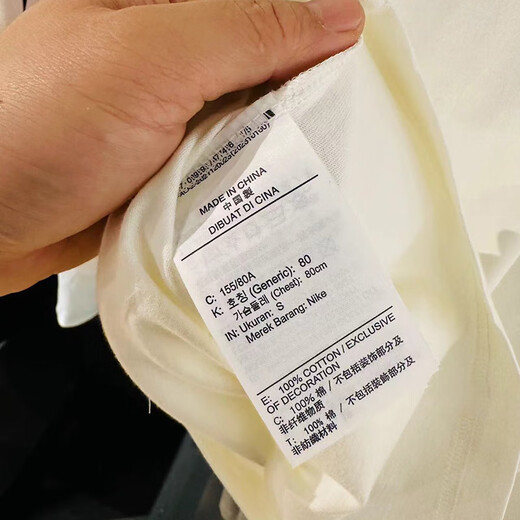 MADE IN CHINA
中国製
DIBUAT DI CINA
C: 155/80A
K: 호칭 (Generic): 80
가슴둘레 (Chest): 80cm
IN: Ukuran: S
Merek Barang: Nike
E: 100% COTTON / EXCLUSIVE
OF DECORATION
C: 100% 棉 / 不包括装饰部分及
非纤维物质
T: 100% 棉 / 不包括裝飾部分及
非紡織材料